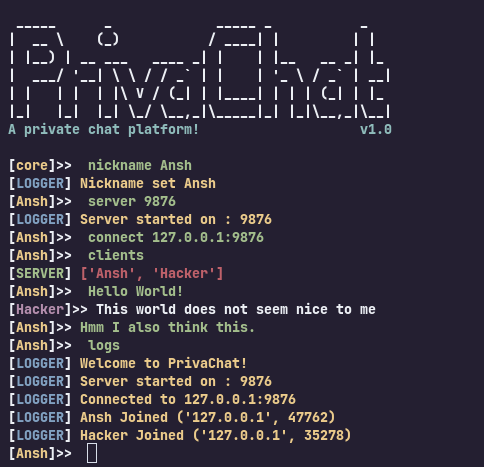 PrivaChat
A private chat platform! v1.0
[core]>> nickname Ansh
[LOGGER] Nickname set Ansh
[Ansh]>> server 9876
[LOGGER] Server started on : 9876
[Ansh]>> connect 127.0.0.1:9876
[Ansh]>> clients
[SERVER] ['Ansh', 'Hacker']
[Ansh]>> Hello World!
[Hacker]>> This world does not seem nice to me
[Ansh]>> Hmm I also think this.
[Ansh]>> logs
[LOGGER] Welcome to PrivaChat!
[LOGGER] Server started on : 9876
[LOGGER] Connected to 127.0.0.1:9876
[LOGGER] Ansh Joined ('127.0.0.1', 47762)
[LOGGER] Hacker Joined ('127.0.0.1', 35278)
[Ansh]>>